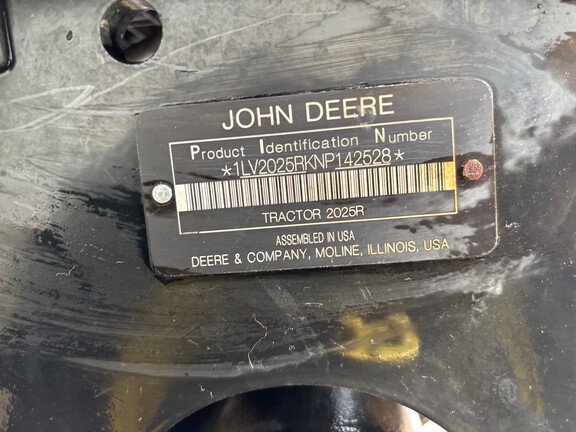 JOHN DEERE
Product Identification Number
*1LV2025RKNP142528*
TRACTOR 2025R
ASSEMBLED IN USA
DEERE & COMPANY, MOLINE, ILLINOIS, USA